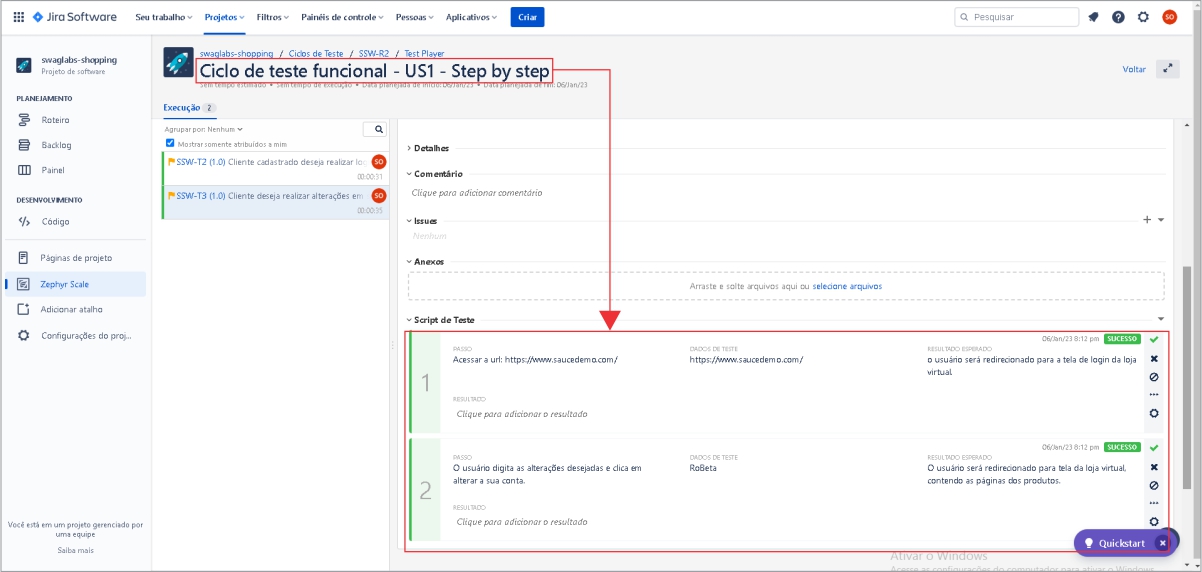 Jira Software
Seu trabalho
Projetos
Filtros
Painéis de controle
Pessoas
Aplicativos
Criar
Pesquisar
SO
swaglabs-shopping
Projeto de software
PLANEJAMENTO
Roteiro
Backlog
Painel
DESENVOLVIMENTO
Código
Páginas de projeto
Zephyr Scale
Adicionar atalho
Configurações do proj...
Você está em um projeto gerenciado por
uma equipe
Saiba mais
swaglabs-shopping / Ciclos de Teste / SSW-R2 / Test Player
Ciclo de teste funcional - US1 - Step by step
Sem tempo estimado • Sem tempo de execução • Data planejada de início: 06/Jan/23 • Data planejada de fim: 06/Jan/23
Voltar
Execução 2
Agrupar por: Nenhum
Mostrar somente atribuídos a mim
SSW-T2 (1.0) Cliente cadastrado deseja realizar lo
SO
00:00:31
SSW-T3 (1.0) Cliente deseja realizar alterações em
SO
00:00:35
Detalhes
Comentário
Clique para adicionar comentário
Issues
Nenhum
Anexos
Arraste e solte arquivos aqui ou selecione arquivos
Script de Teste
06/Jan/23 8:12 pm SUCESSO
1
PASSO
Acessar a url: https://www.saucedemo.com/
DADOS DE TESTE
https://www.saucedemo.com/
RESULTADO ESPERADO
o usuário será redirecionado para a tela de login da loja
virtual.
RESULTADO
Clique para adicionar o resultado
06/Jan/23 8:12 pm SUCESSO
2
PASSO
O usuário digita as alterações desejadas e clica em
alterar a sua conta.
DADOS DE TESTE
RoBeta
RESULTADO ESPERADO
O usuário será redirecionado para tela da loja virtual,
contendo as páginas dos produtos.
RESULTADO
Clique para adicionar o resultado
Quickstart
Ativar o Windows
Acesse as configurações do computador para ativar o Windows.